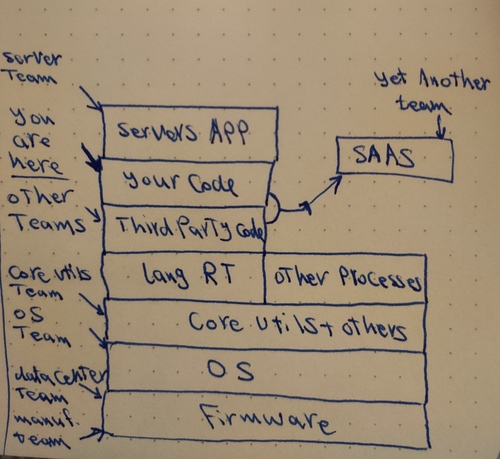 server
Team
yet Another
team
you
are
here
other
Teams
servers APP
your Code
Third Party Code
SAAS
Core utils
Team
OS
Team
data Center
Team
manuf.
team
lang RT
other Processes
Core utils + others
OS
Firmware